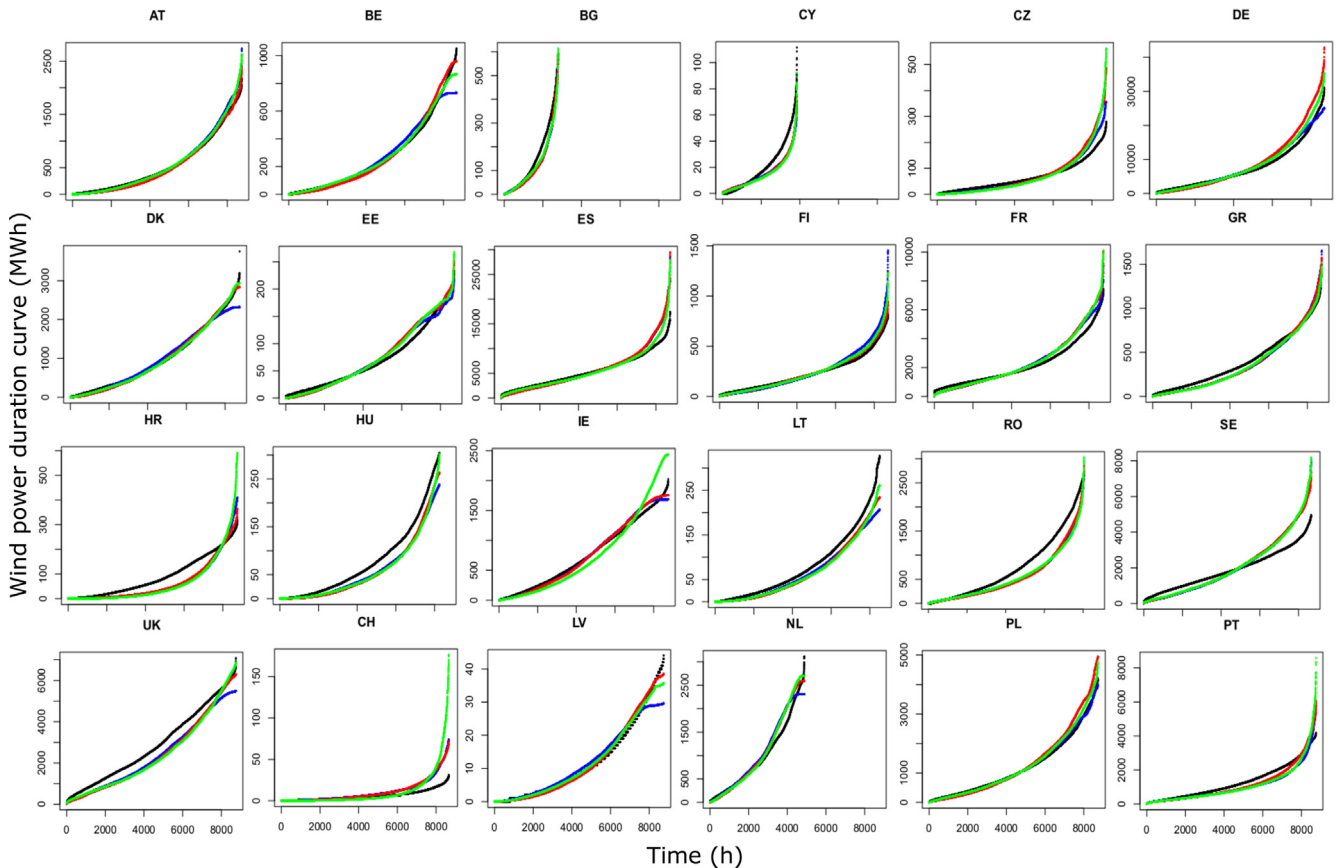 AT BE BG CY CZ DE
0 500 1500 2500
0 200 600 1000
0 100 300 500
0 20 40 60 80 100
0 100 300 500
0 10000 30000
DK EE ES FI FR GR
0 1000 2000 3000
0 50 150 250
0 5000 15000 25000
0 500 1000 1500
0 2000 6000 10000
0 500 1000 1500
HR HU IE LT RO SE
0 100 300 500
0 50 150 250
0 500 1500 2500
0 50 150 250
0 500 1500 2500
0 2000 4000 6000 8000
UK CH LV NL PL PT
0 2000 4000 6000
0 50 100 150
0 10 20 30 40
0 500 1500 2500
0 1000 3000 5000
0 2000 4000 6000 8000
0 2000 4000 6000 8000
0 2000 4000 6000 8000
0 2000 4000 6000 8000
0 2000 4000 6000 8000
0 2000 4000 6000 8000
0 2000 4000 6000 8000
Wind power duration curve (MWh)
Time (h)